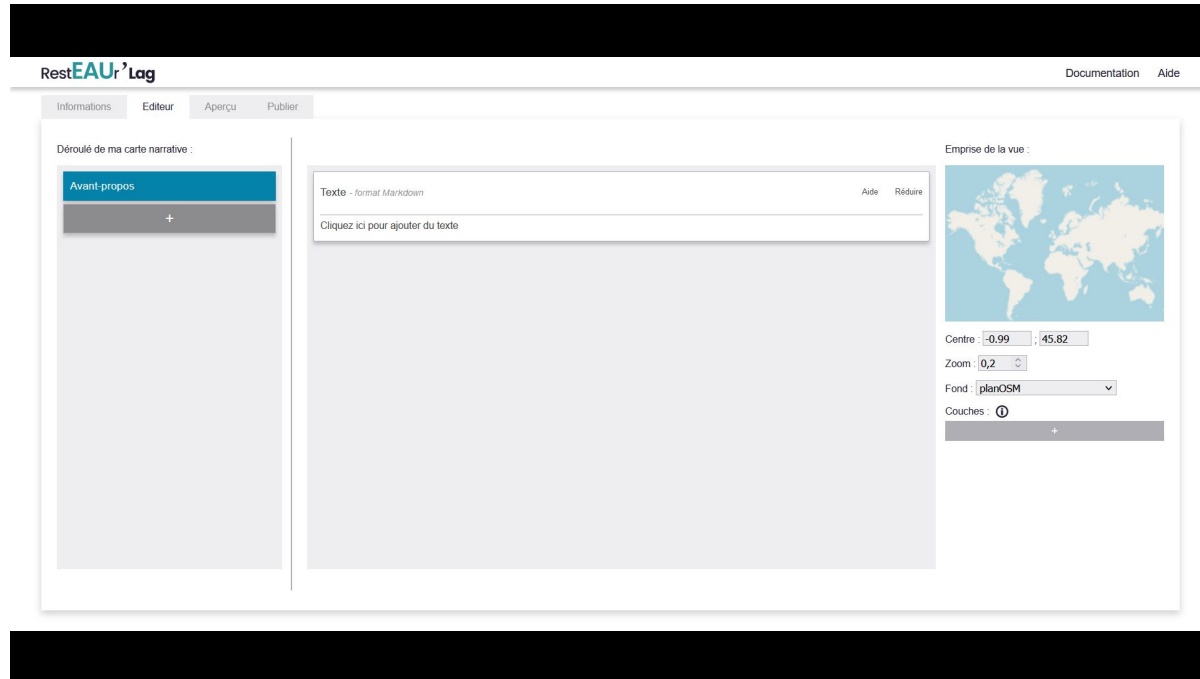 RestEAUr’Lag
Documentation Aide
Informations Editeur Aperçu Publier
Déroulé de ma carte narrative :
Avant-propos
+
Texte - format Markdown Aide Réduire
Cliquez ici pour ajouter du texte
Emprise de la vue :
Centre : -0.99 ; 45.82
Zoom : 0,2
Fond : planOSM
Couches :
+